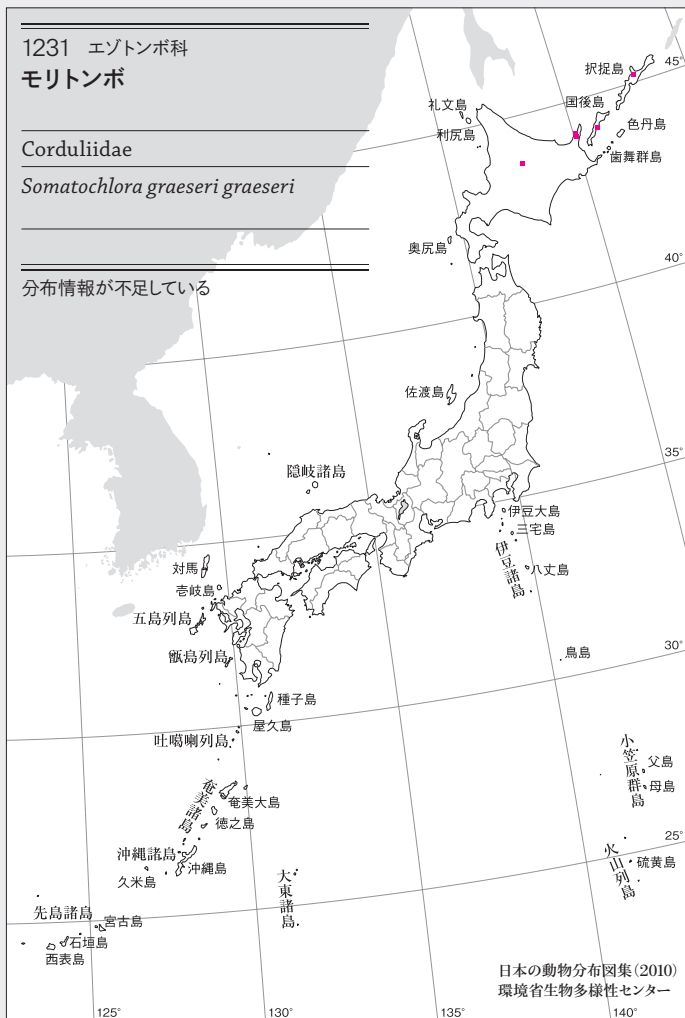 1231 エゾトンボ科
モリトンボ
Corduliidae
Somatochlora graeseri graeseri
分布情報が不足している
択捉島
45°
国後島
礼文島
色丹島
利尻島
歯舞群島
奥尻島
40°
佐渡島
35°
隠岐諸島
伊豆大島
三宅島
伊豆諸島
八丈島
対馬
壱岐島
五島列島
甑島列島
鳥島
30°
種子島
屋久島
吐噶喇列島
小笠原群島
父島
母島
奄美諸島
奄美大島
徳之島
25°
沖縄諸島
沖縄島
久米島
火山列島
硫黄島
大東諸島
先島諸島
宮古島
石垣島
西表島
日本の動物分布図集(2010)
環境省生物多様性センター
125°
130°
135°
140°